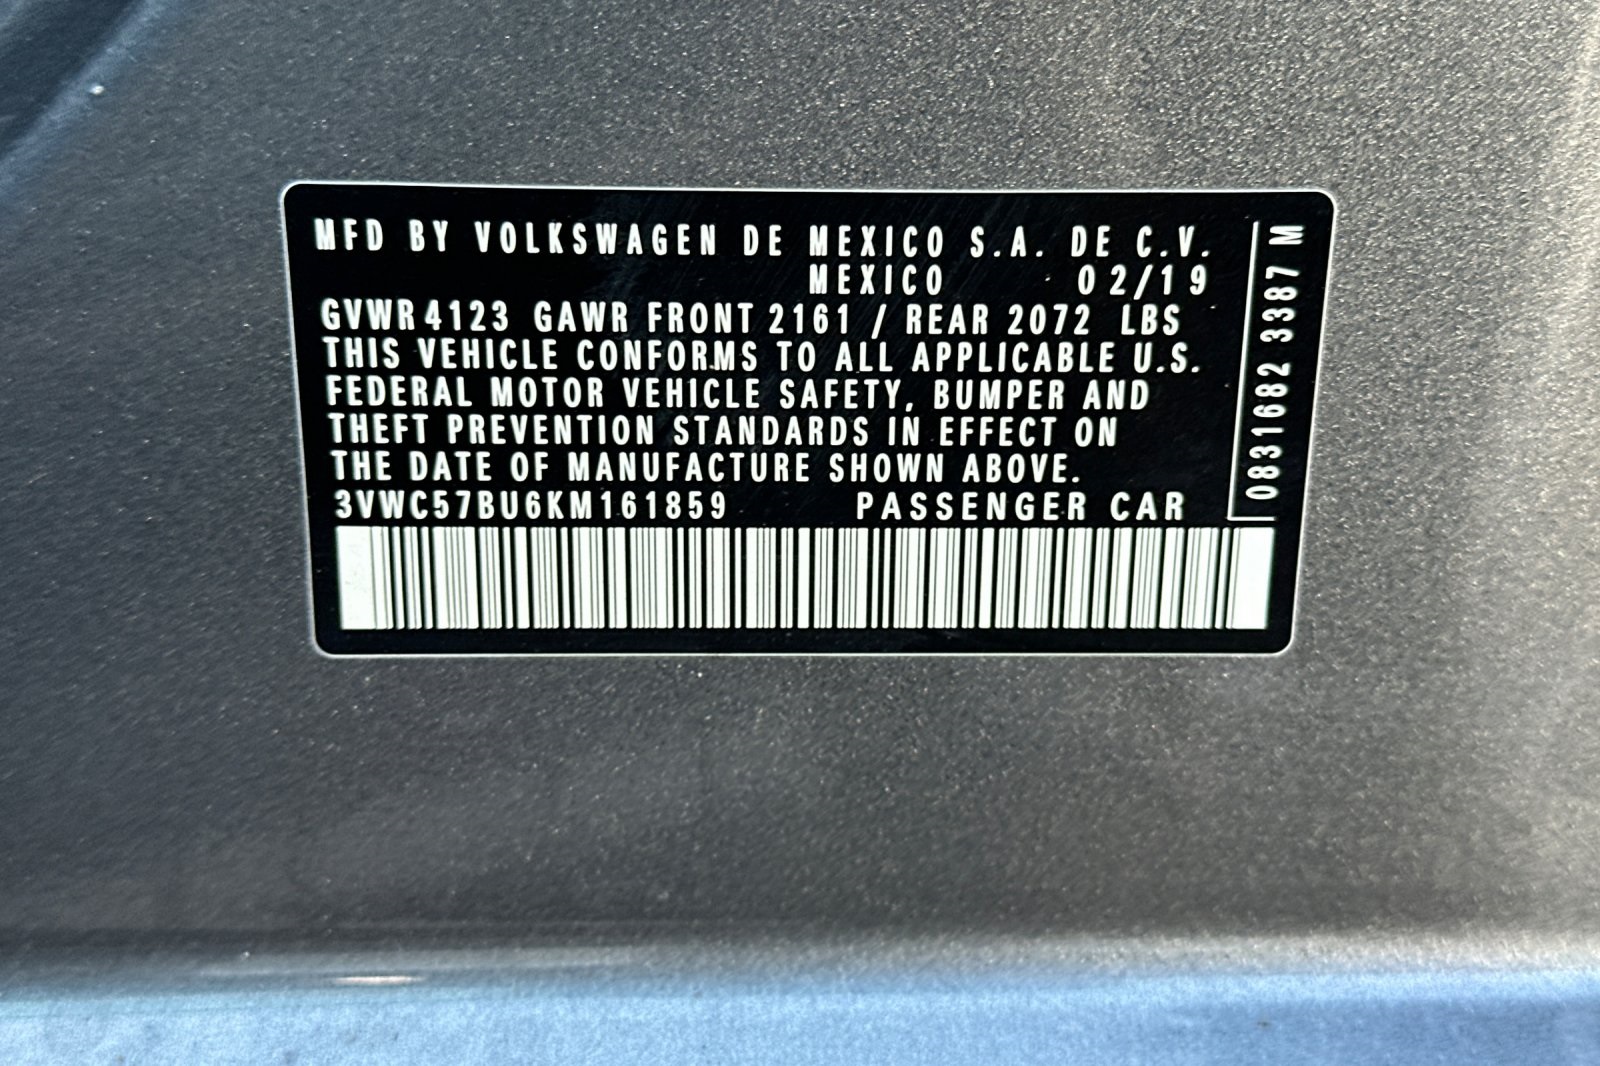 MFD BY VOLKSWAGEN DE MEXICO S.A. DE C.V.
MEXICO 02/19
GVWR 4123 GAWR FRONT 2161 / REAR 2072 LBS
THIS VEHICLE CONFORMS TO ALL APPLICABLE U.S.
FEDERAL MOTOR VEHICLE SAFETY, BUMPER AND
THEFT PREVENTION STANDARDS IN EFFECT ON
THE DATE OF MANUFACTURE SHOWN ABOVE.
3VWC57BU6KM161859 PASSENGER CAR
0831682 3387 M